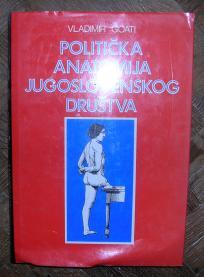 VLADIMIR GOATI
POLITIČKA
ANATOMIJA
JUGOSLOVENSKOG
DRUŠTVA